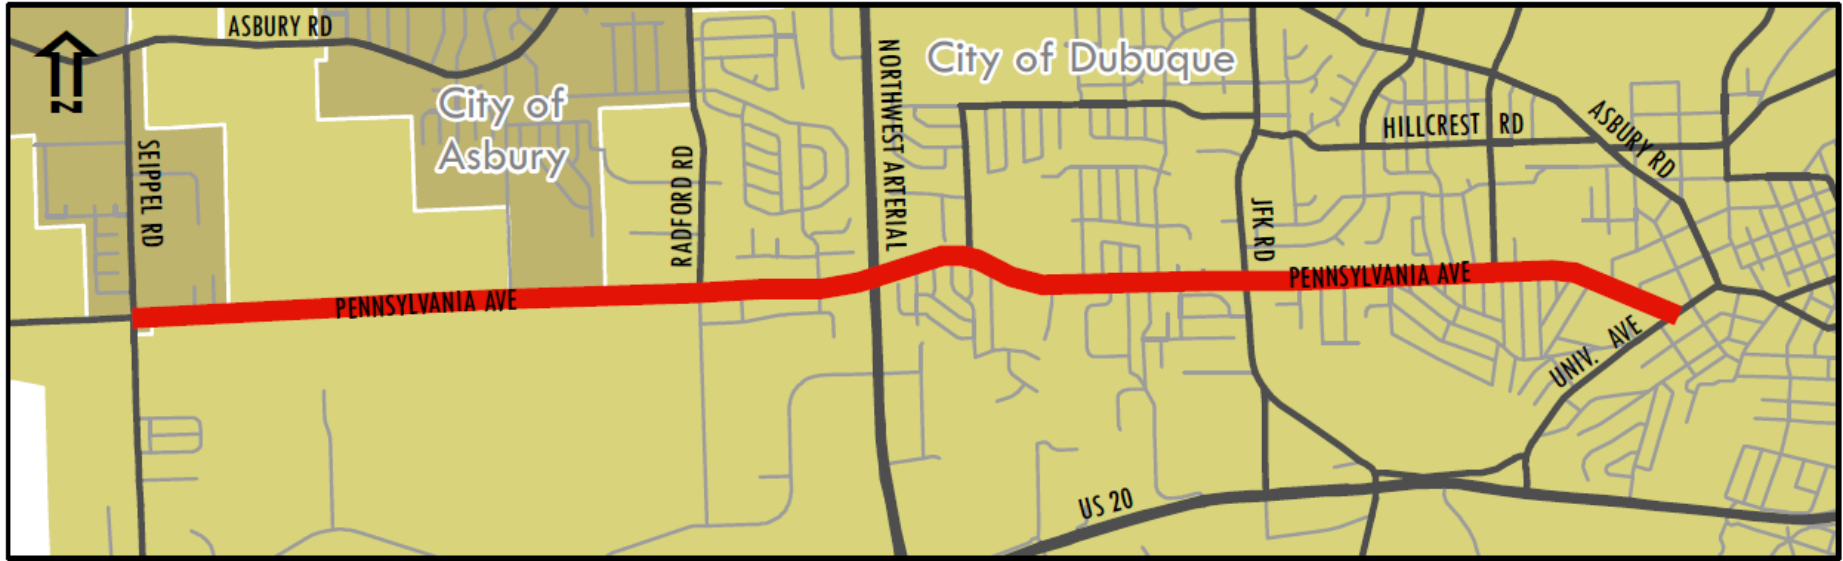 ASBURY RD
N
City of
Asbury
SEIPPEL RD
RADFORD RD
NORTHWEST ARTERIAL
City of Dubuque
HILLCREST RD
ASBURY RD
JFK RD
PENNSYLVANIA AVE
PENNSYLVANIA AVE
UNIV. AVE
US 20